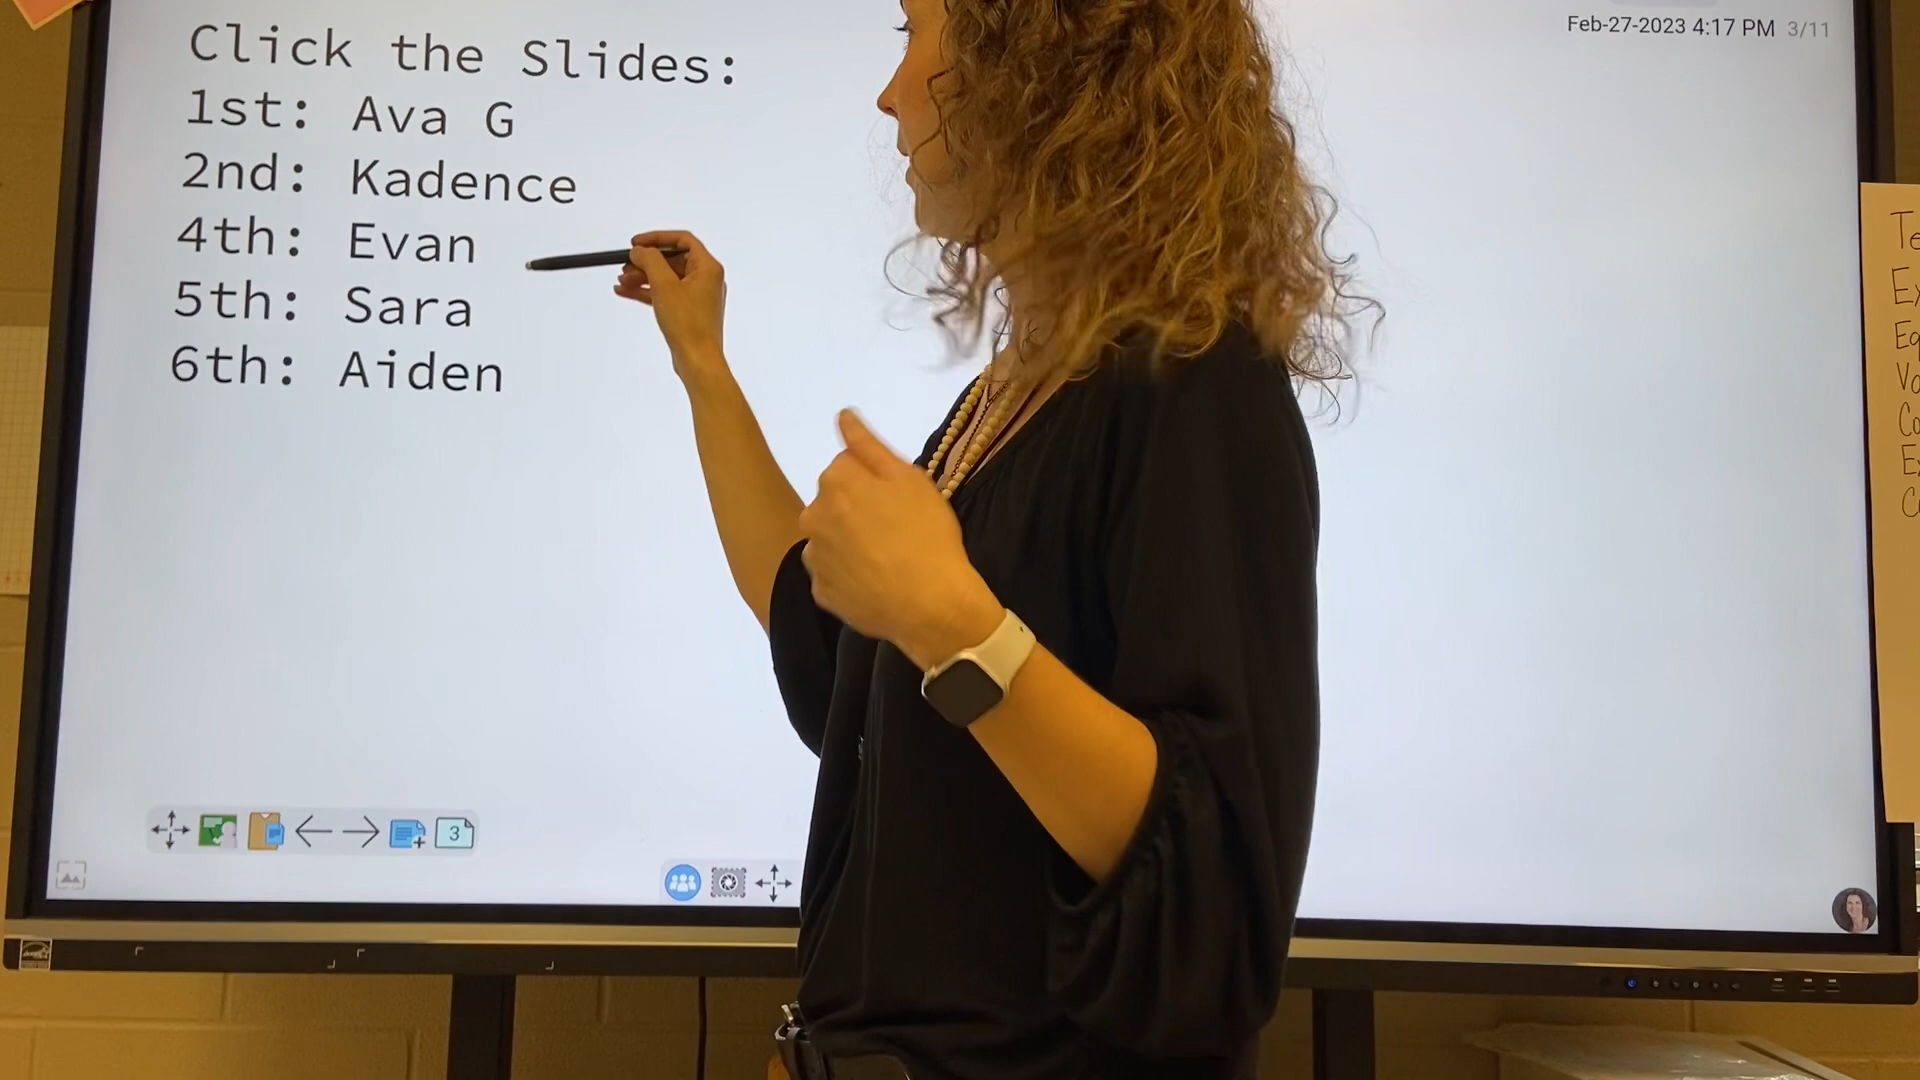 Click the Slides:
1st: Ava G
2nd: Kadence
4th: Evan
5th: Sara
6th: Aiden
Feb-27-2023 4:17 PM 3/11
3